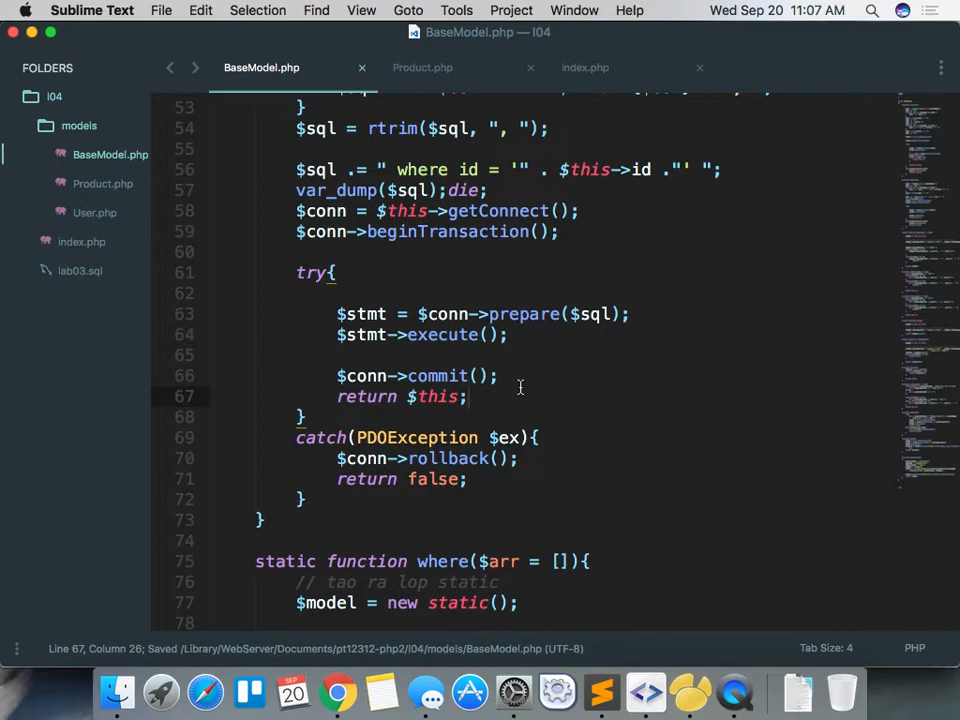 Sublime Text File Edit Selection Find Goto Tools Project Window Help Wed Sep 20 11:07 AM
BaseModel.php — l04
FOLDERS
l04
models
BaseModel.php
Product.php
User.php
index.php
lab03.sql
BaseModel.php × Product.php × index.php ×
53 }
54 $sql = rtrim($sql, ", ");
55
56 $sql .= " where id = '" . $this->id ."' ";
57 var_dump($sql);die;
58 $conn = $this->getConnect();
59 $conn->beginTransaction();
60
61 try{
62
63 $stmt = $conn->prepare($sql);
64 $stmt->execute();
65
66 $conn->commit();
67 return $this;
68 }
69 catch(PDOException $ex){
70 $conn->rollback();
71 return false;
72 }
73 }
74
75 static function where($arr = []){
76 // tao ra lop static
77 $model = new static();
78
Line 67, Column 26; Saved /Library/WebServer/Documents/pt12312-php2/l04/models/BaseModel.php (UTF-8) Tab Size: 4 PHP
SEP
20